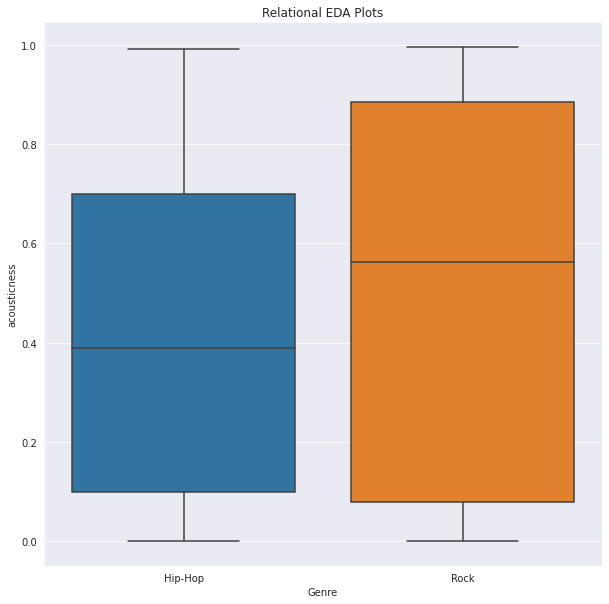 Relational EDA Plots
1.0
0.8
0.6
0.4
0.2
0.0
acousticness
Hip-Hop
Rock
Genre